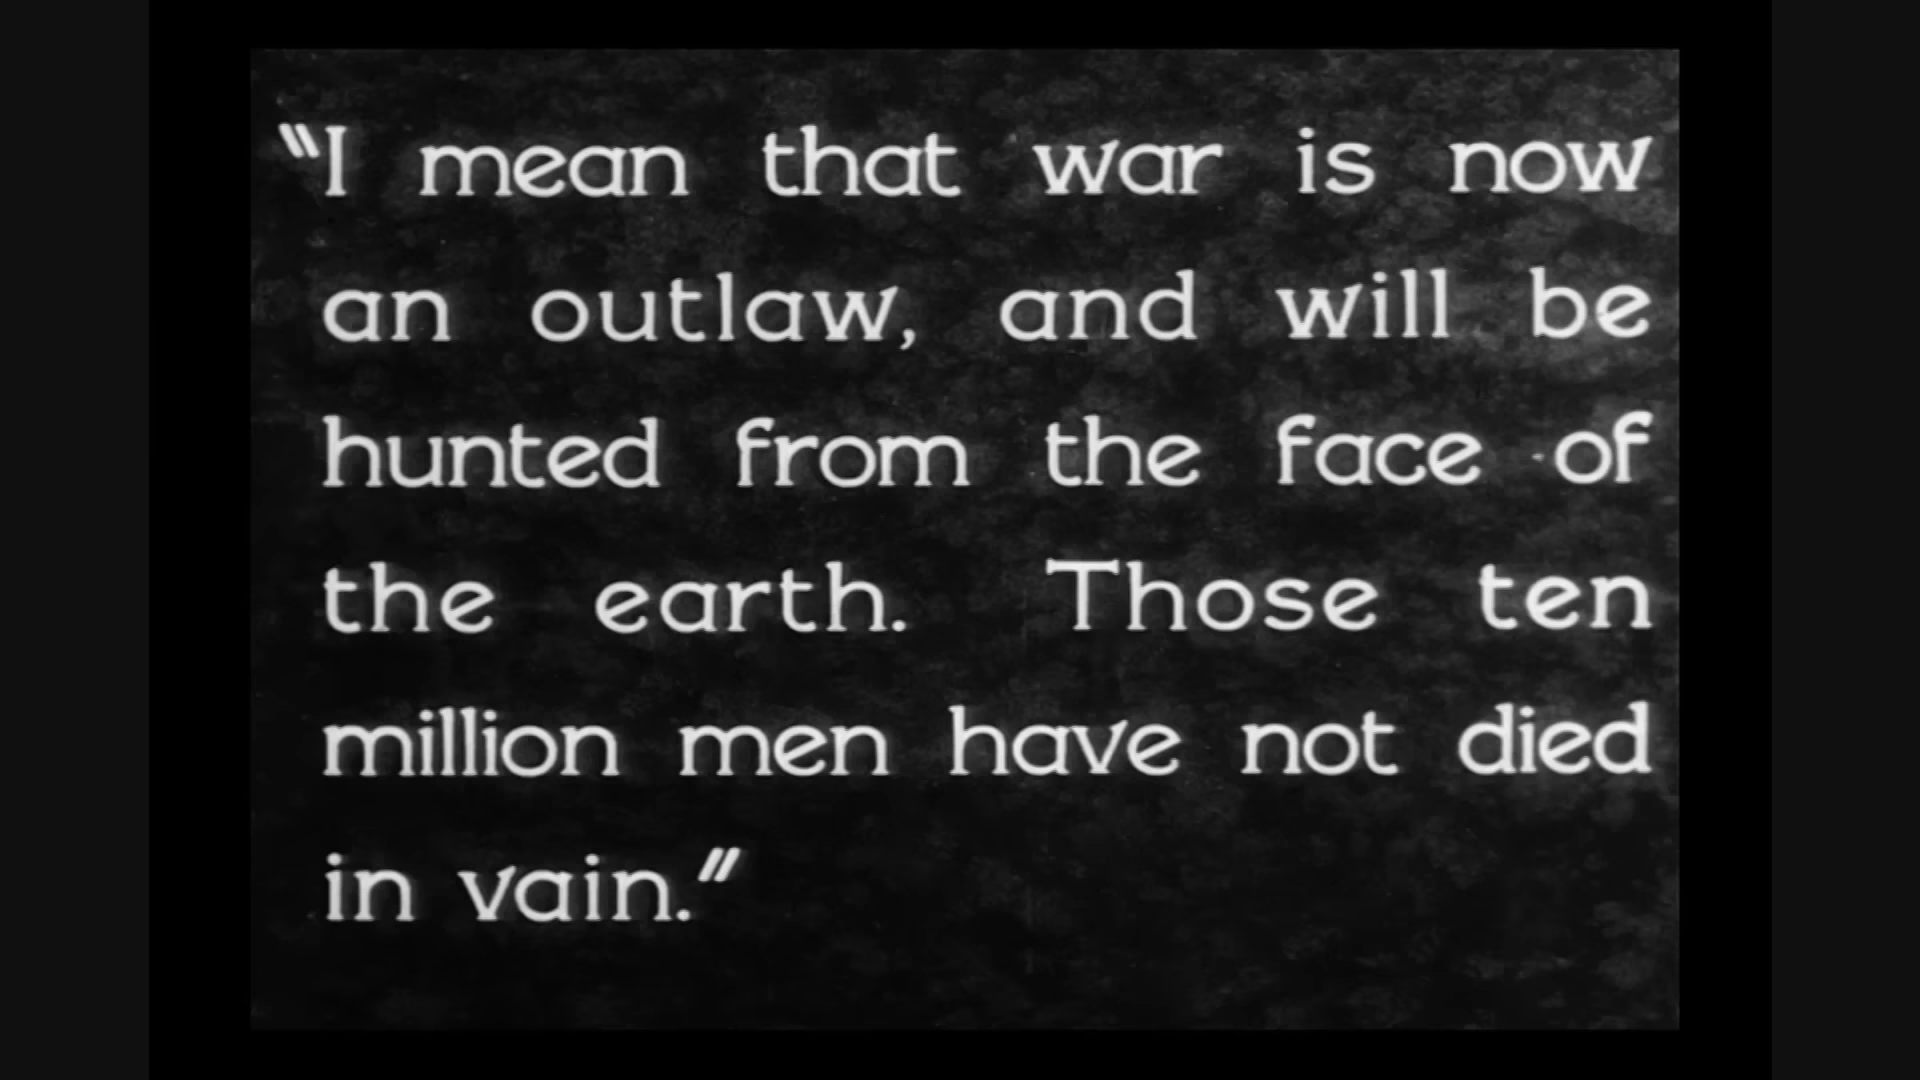 “I mean that war is now
an outlaw, and will be
hunted from the face of
the earth. Those ten
million men have not died
in vain.”